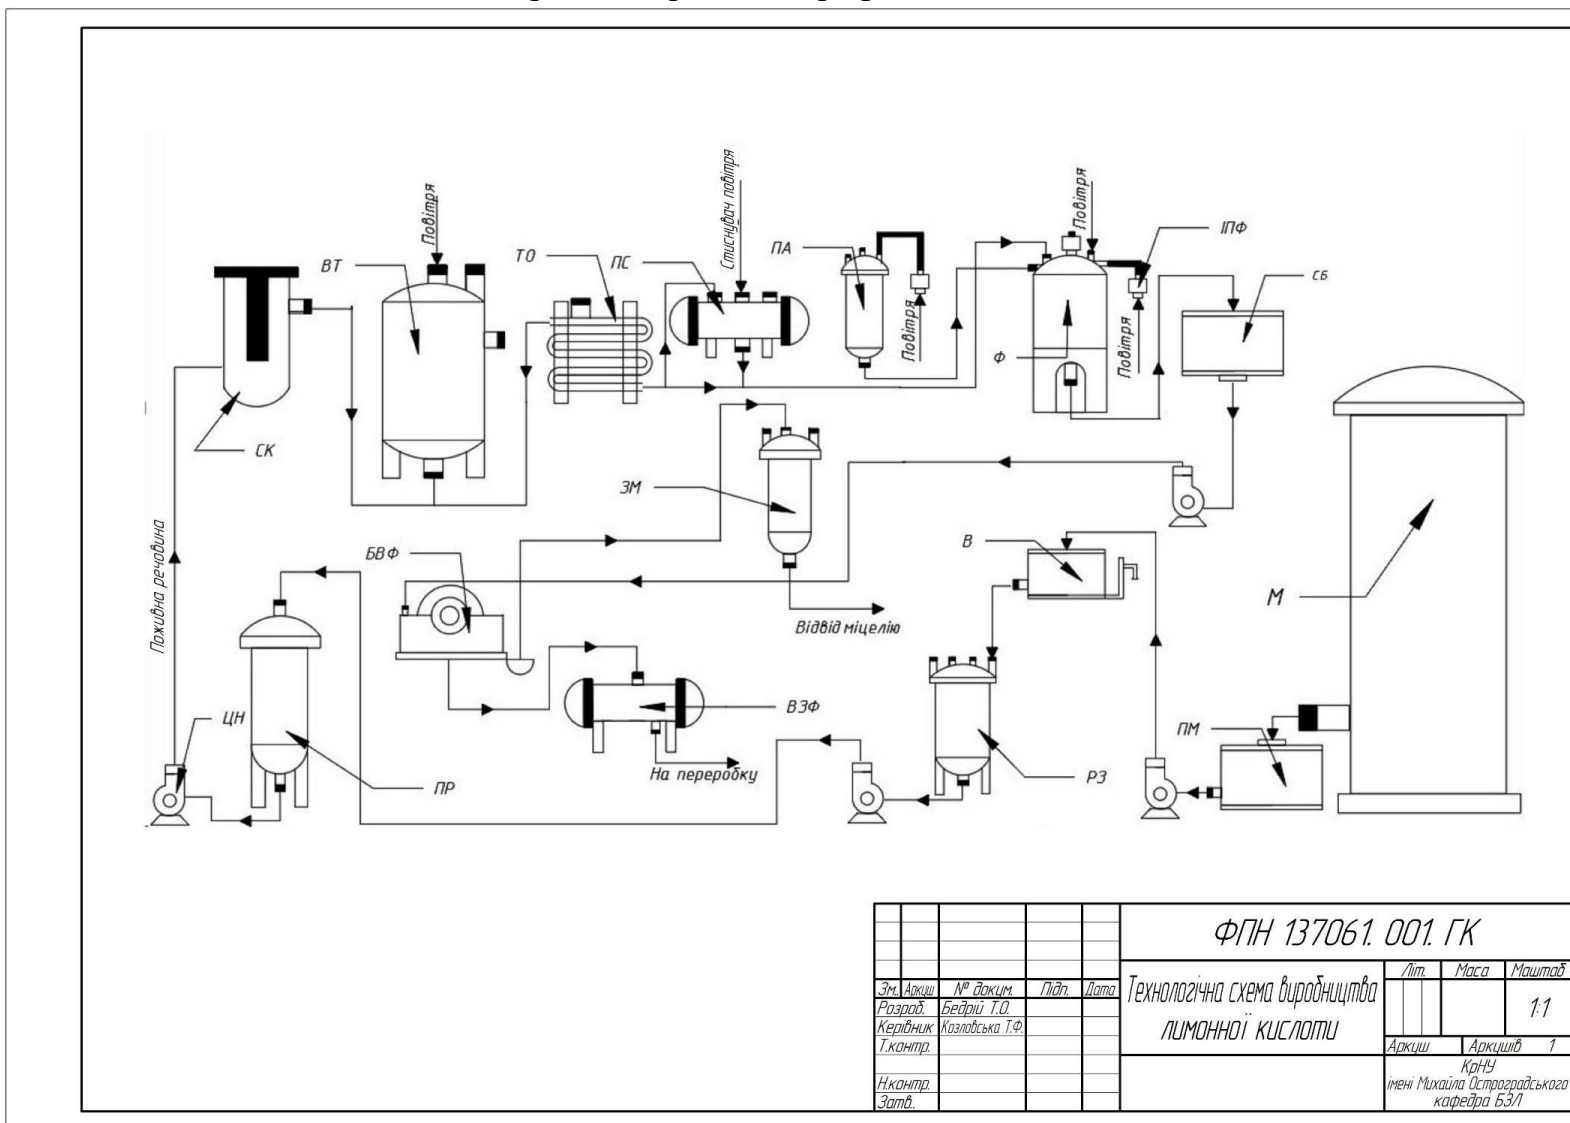 Повітря
Стиснувач повітря
Повітря
ВТ
ТО
ПС
ПА
ІПФ
СБ
Повітря
Повітря
Ф
СК
ЗМ
БВФ
В
М
Поживна речовина
Відвід міцелію
ЦН
ВЗФ
ПМ
На переробку
ПР
РЗ
ФПН 137061. 001. ГК
Зм. Аркуш № докум. Підп. Дата
Розроб. Бедрій Т.О.
Керівник Козловська Т.Ф.
Т.контр.
Н.контр.
Затв..
Технологічна схема виробництва
лимонної кислоти
Літ. Маса Масштаб
1:1
Аркуш Аркушів 1
КрНУ
імені Михайла Остроградського
кафедра БЗЛ